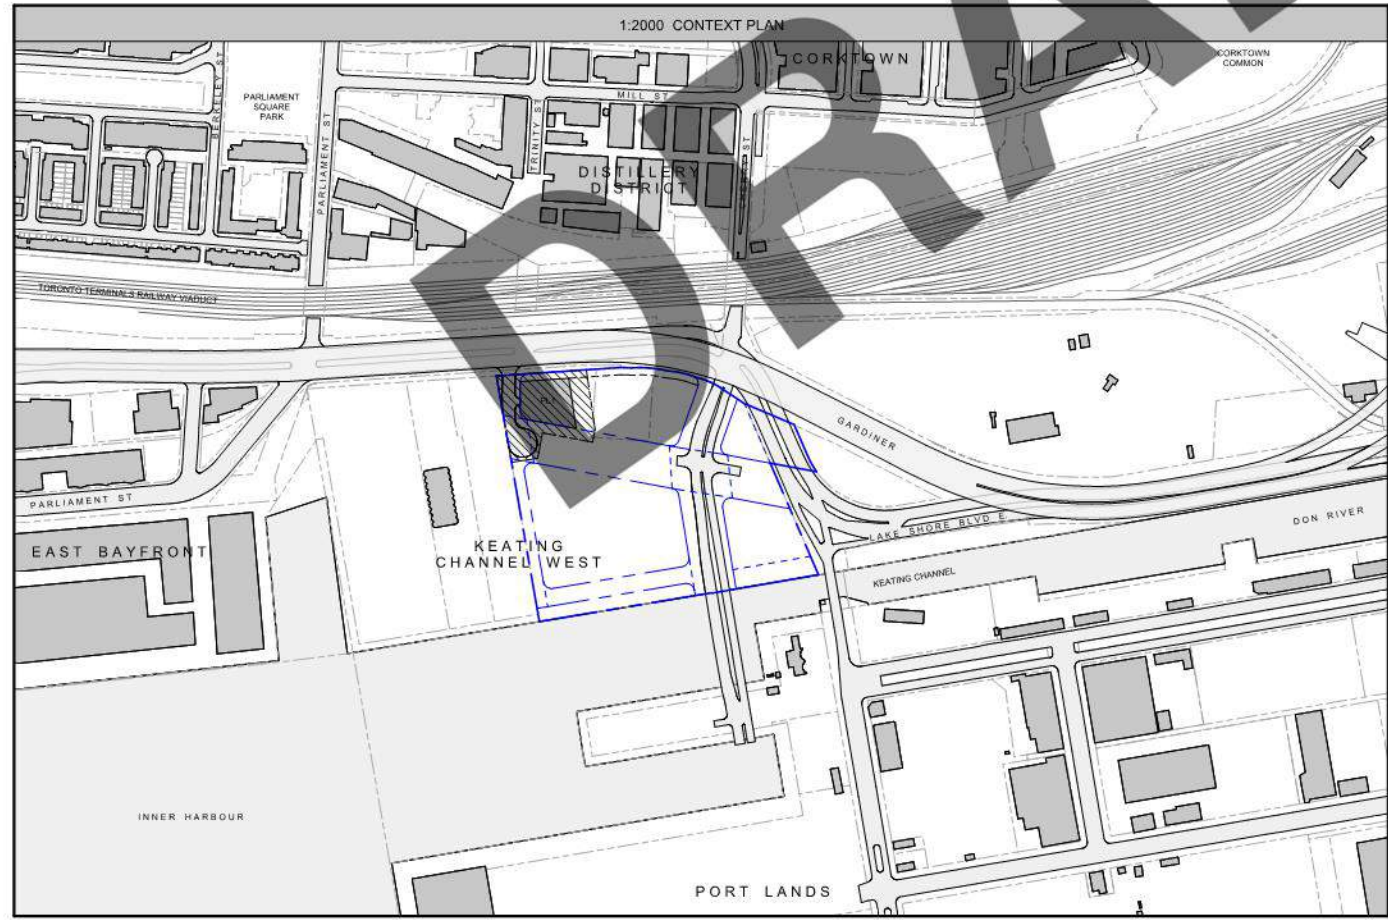 1:2000 CONTEXT PLAN
DRA
CORKTOWN
CORKTOWN
COMMON
BERKELEY ST
PARLIAMENT
SQUARE
PARK
MILL ST
PARLIAMENT ST
TRINITY ST
DISTILLERY
DISTRICT
ST
TORONTO TERMINALS RAILWAY VIADUCT
GARDINER
PARLIAMENT ST
LAKE SHORE BLVD E
DON RIVER
EAST BAYFRONT
KEATING
CHANNEL WEST
KEATING CHANNEL
INNER HARBOUR
PORT LANDS